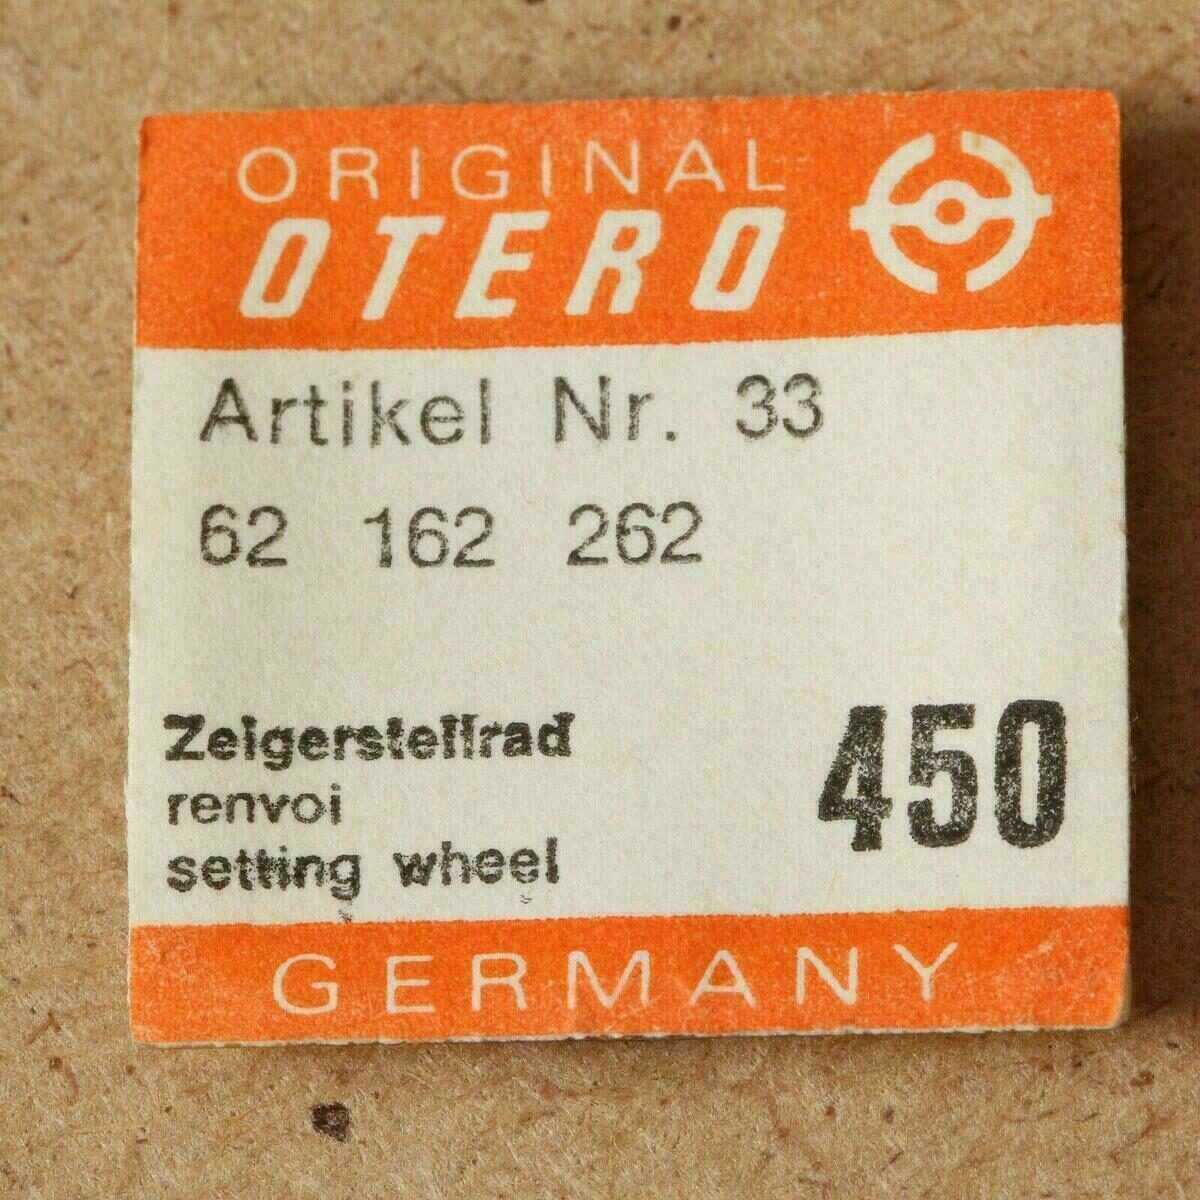 ORIGINAL
OTERO
Artikel Nr. 33
62 162 262
Zeigerstellrad
renvoi
setting wheel
450
GERMANY